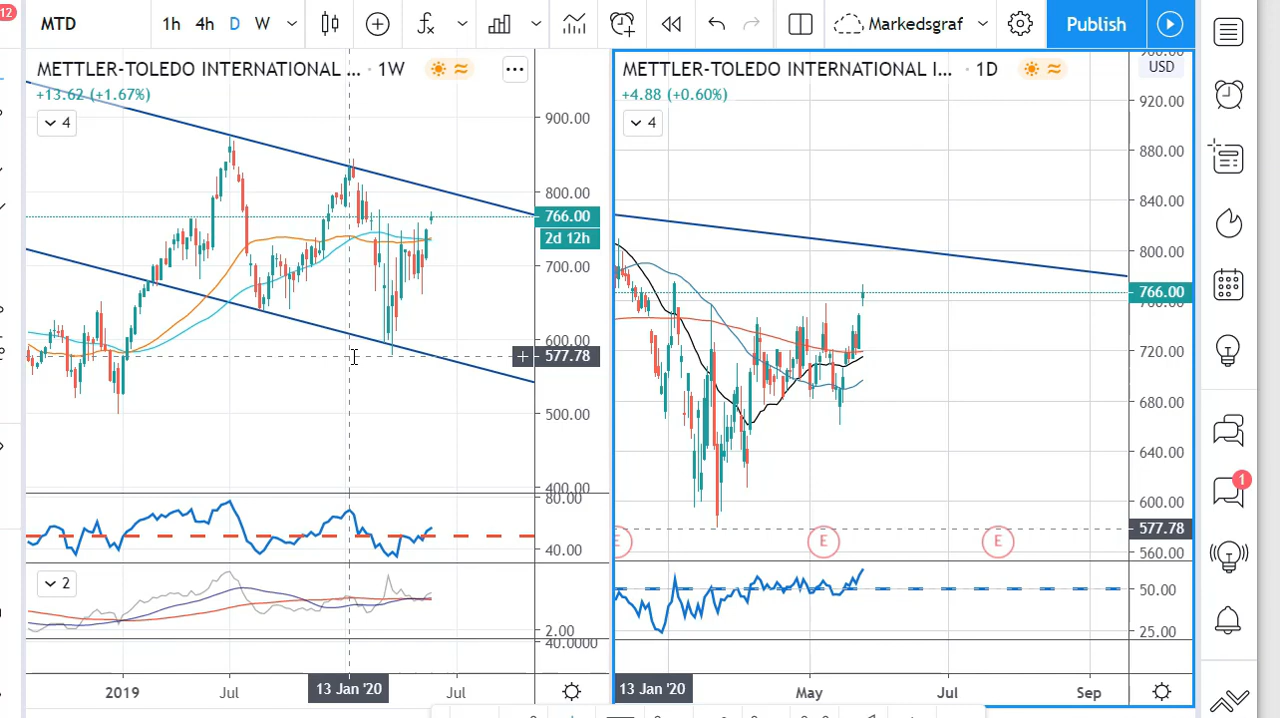 12
MTD
1h 4h D W
Markedsgraf
Publish
METTLER-TOLEDO INTERNATIONAL ... · 1W
+13.62 (+1.67%)
4
900.00
800.00
766.00
2d 12h
700.00
600.00
577.78
500.00
400.00
80.00
40.00
2
2.00
40.0000
2019
Jul
13 Jan '20
Jul
METTLER-TOLEDO INTERNATIONAL I... · 1D
+4.88 (+0.60%)
4
USD
920.00
880.00
840.00
800.00
766.00
760.00
720.00
680.00
640.00
600.00
577.78
560.00
E
E
E
50.00
25.00
13 Jan '20
May
Jul
Sep
1